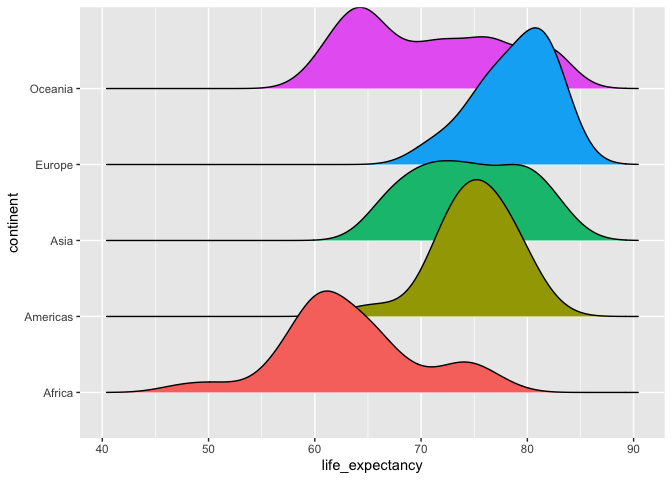 continent
Oceania
Europe
Asia
Americas
Africa
40 50 60 70 80 90
life_expectancy